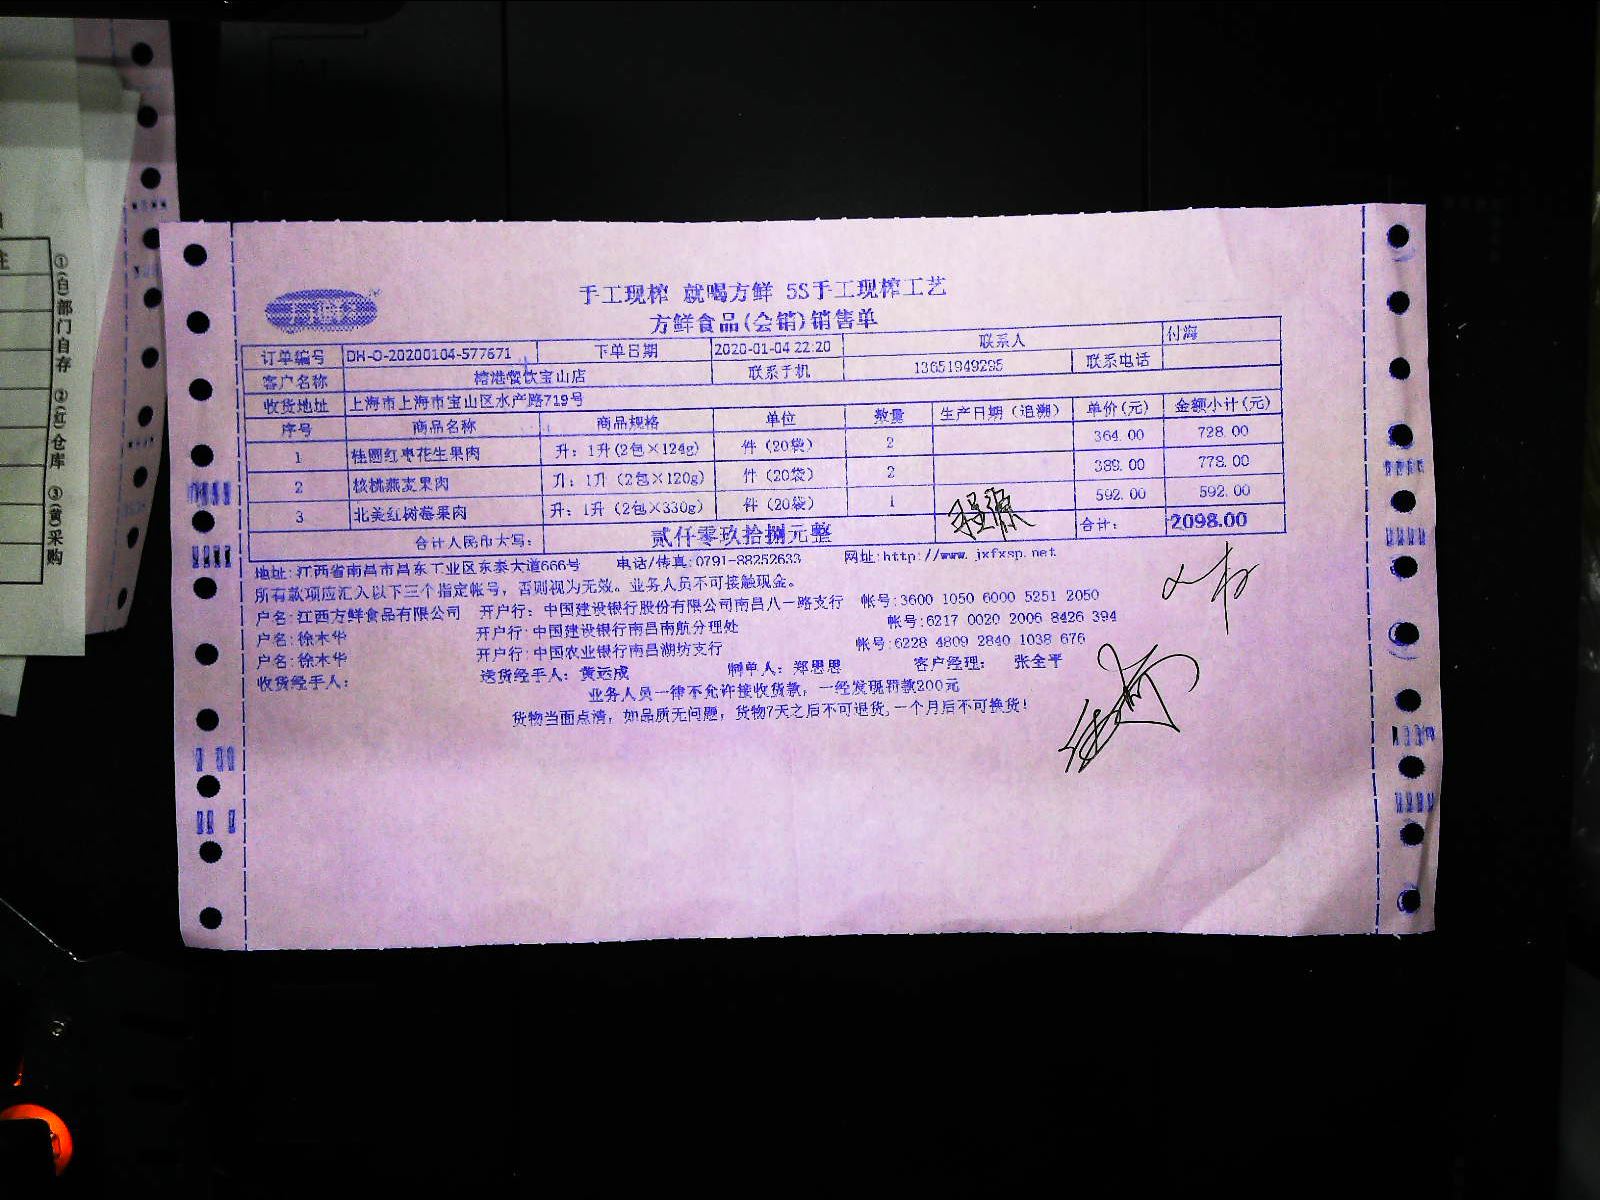 手工现榨 就喝方鲜 5S手工现榨工艺
方鲜食品(会销)销售单
订单编号 DH-O-20200104-577671 下单日期 2020-01-04 22:20 联系人 付海
客户名称 榕港餐饮宝山店 联系手机 13651949295 联系电话
收货地址 上海市上海市宝山区水产路719号
序号 商品名称 商品规格 单位 数量 生产日期（追溯） 单价(元) 金额小计(元)
1 桂圆红枣花生果肉 升: 1升(2包×124g) 件 (20袋) 2 364.00 728.00
2 核桃燕麦果肉 升: 1升 (2包×120g) 件 (20袋) 2 389.00 778.00
3 北美红树莓果肉 升: 1升 (2包×330g) 件 (20袋) 1 592.00 592.00
合计人民币大写: 贰仟零玖拾捌元整 合计: 2098.00
地址:江西省南昌市昌东工业区东泰大道666号 电话/传真:0791-88252633 网址:http://www.jxfxsp.net
所有款项应汇入以下三个指定帐号，否则视为无效。业务人员不可接触现金。
户名:江西方鲜食品有限公司 开户行: 中国建设银行股份有限公司南昌八一路支行 帐号:3600 1050 6000 5251 2050
户名:徐木华 开户行:中国建设银行南昌南航分理处 帐号:6217 0020 2006 8426 394
户名:徐木华 开户行:中国农业银行南昌湖坊支行 帐号:6228 4809 2840 1038 676
收货经手人: 送货经手人: 黄运成 制单人: 郑思思 客户经理: 张全平
业务人员一律不允许接收货款，一经发现罚款200元
货物当面点清，如品质无问题，货物7天之后不可退货,一个月后不可换货!
①(白)部门自存 ②(红)仓库 ③(黄)采购